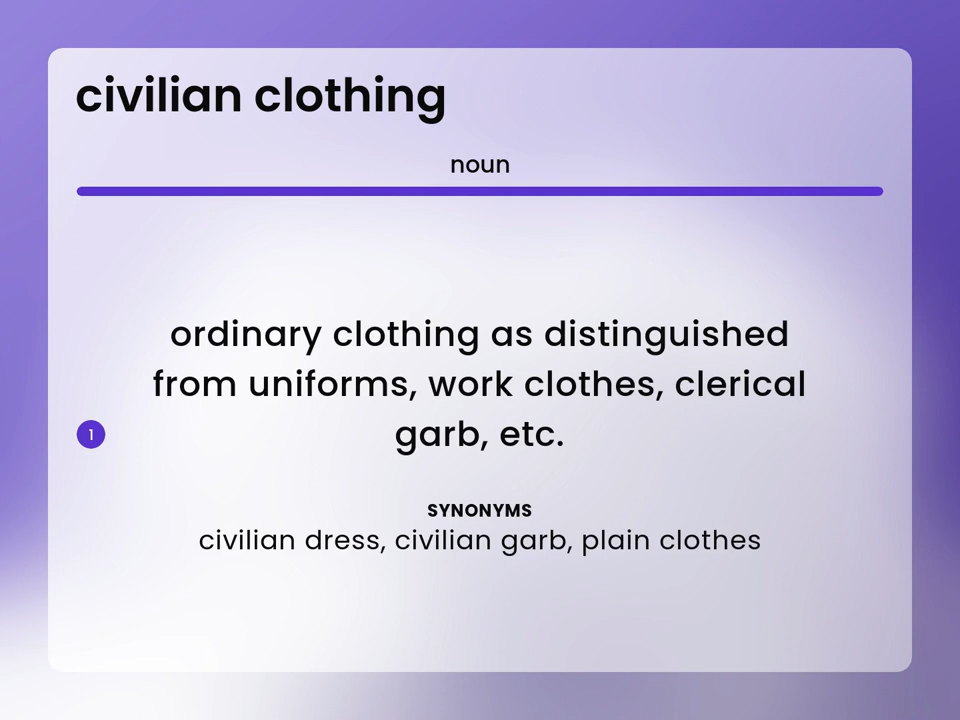 civilian clothing
noun
ordinary clothing as distinguished
from uniforms, work clothes, clerical
1
garb, etc.
SYNONYMS
civilian dress, civilian garb, plain clothes